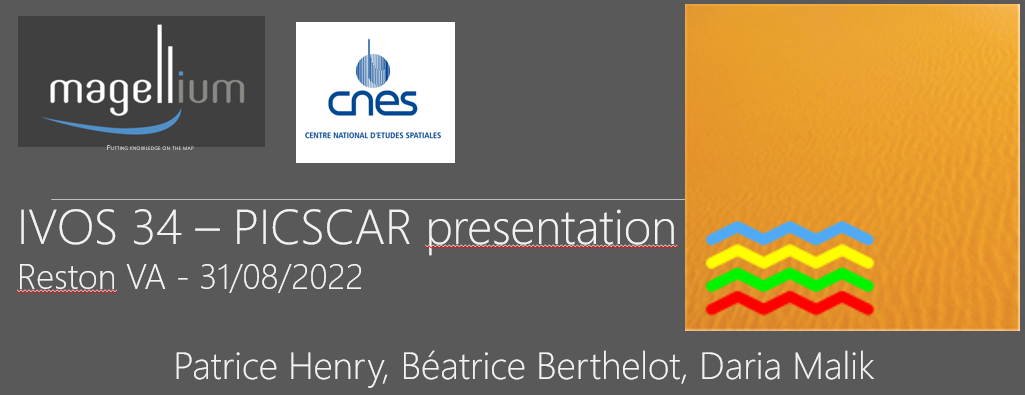 magellium
PUTTING KNOWLEDGE ON THE MAP
cnes
CENTRE NATIONAL D'ETUDES SPATIALES
IVOS 34 – PICSCAR presentation
Reston VA - 31/08/2022
Patrice Henry, Béatrice Berthelot, Daria Malik